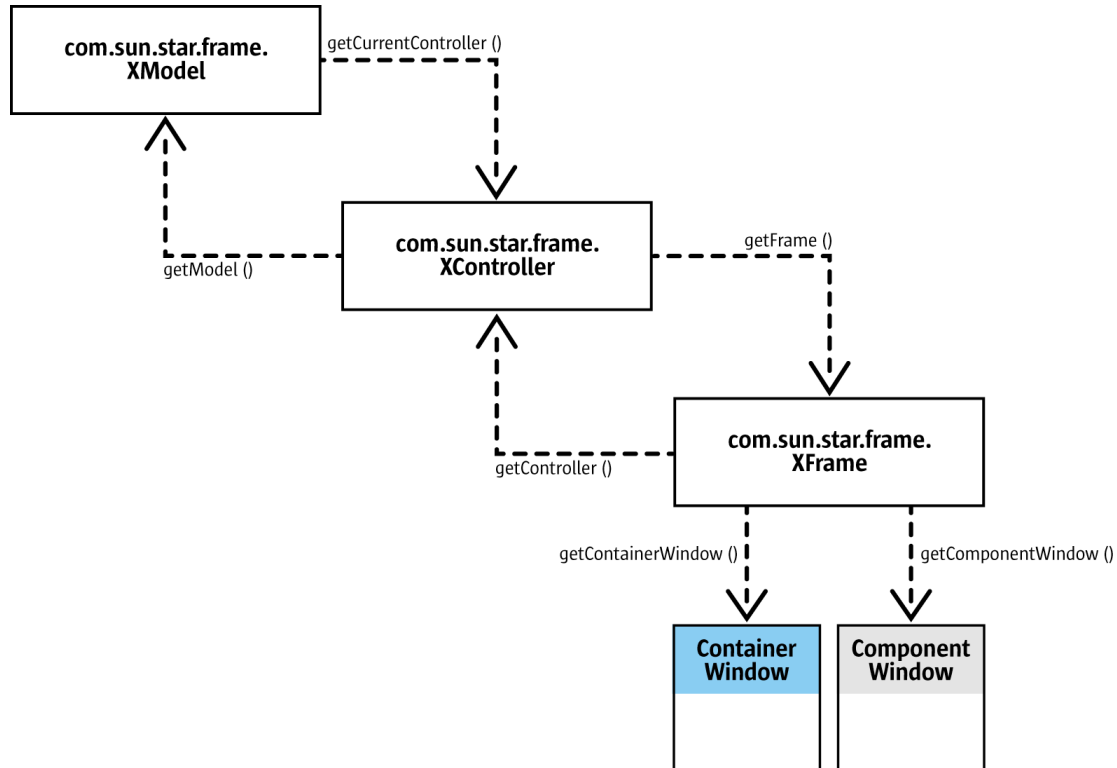 com.sun.star.frame.
XModel
getCurrentController ()
com.sun.star.frame.
XController
getModel ()
getFrame ()
com.sun.star.frame.
XFrame
getController ()
getContainerWindow ()
getComponentWindow ()
Container
Window
Component
Window